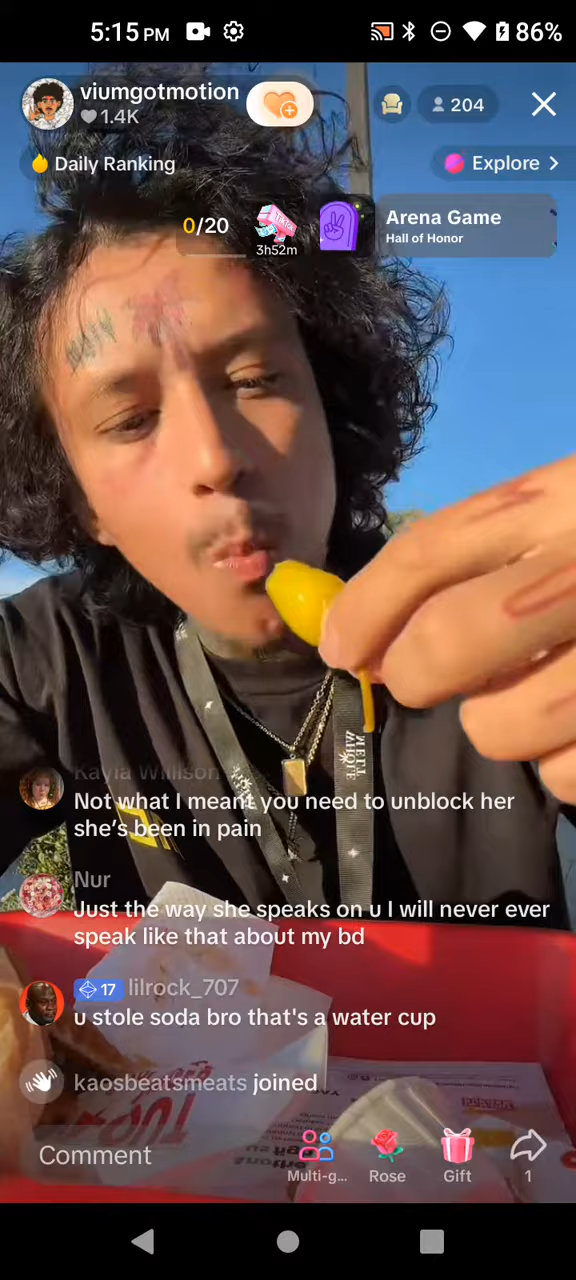 5:15 PM
86%
viumgotmotion
1.4K
204
Daily Ranking
Explore >
0/20
3h52m
Arena Game
Hall of Honor
Kayla Willison
Not what I meant you need to unblock her
she's been in pain
Nur
Just the way she speaks on u I will never ever
speak like that about my bd
17 lilrock_707
u stole soda bro that's a water cup
kaosbeatsmeats joined
Comment
Multi-g...
Rose
Gift
1